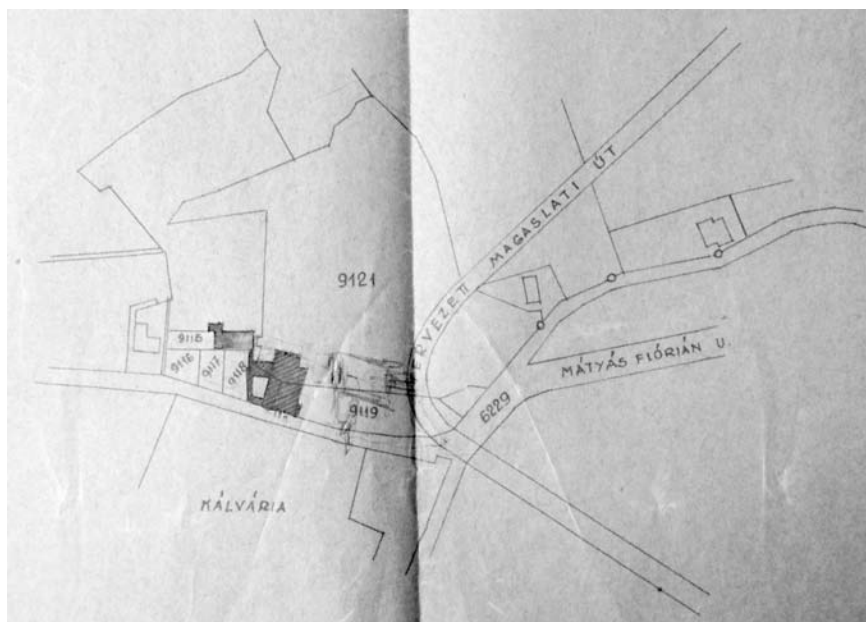 TERVEZETT MAGASLATI ÚT
9121
9115
9116
9117
9118
9119
MÁTYÁS FLÓRIÁN U.
6229
KÁLVÁRIA